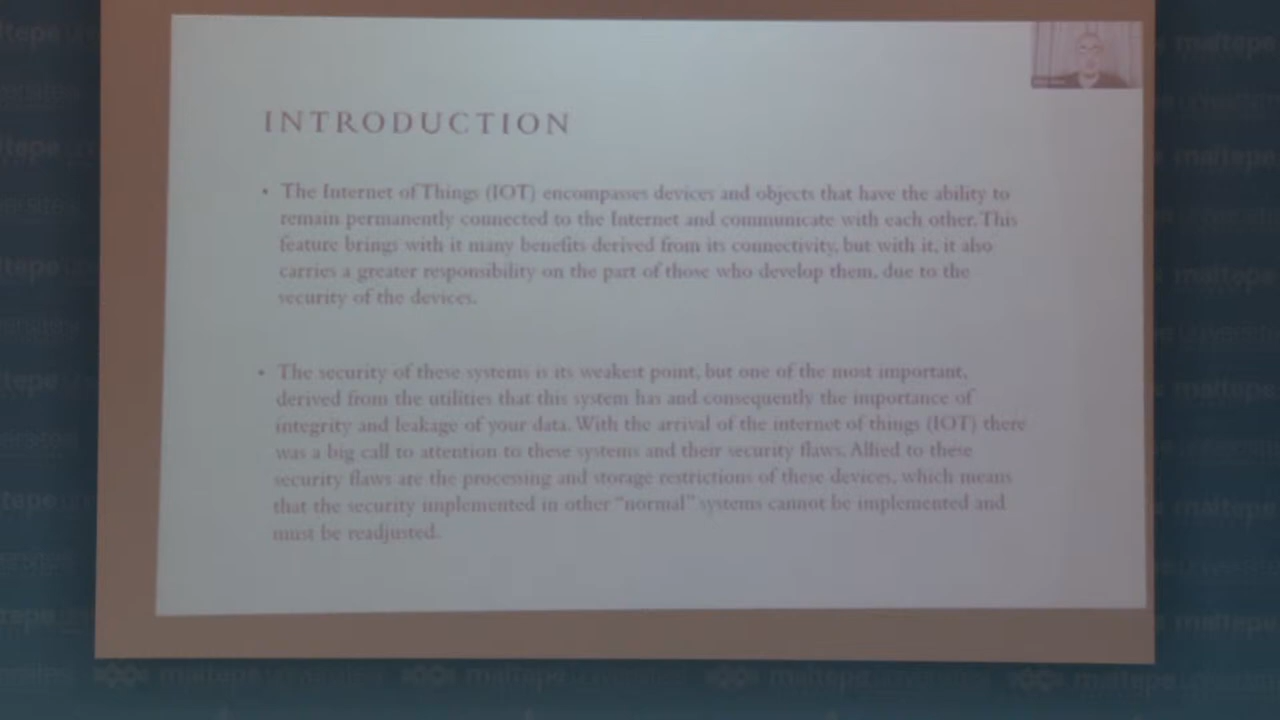 INTRODUCTION
• The Internet of Things (IOT) encompasses devices and objects that have the ability to
remain permanently connected to the Internet and communicate with each other. This
feature brings with it many benefits derived from its connectivity, but with it, it also
carries a greater responsibility on the part of those who develop them, due to the
security of the devices.
• The security of these systems is its weakest point, but one of the most important,
derived from the utilities that this system has and consequently the importance of
integrity and leakage of your data. With the arrival of the internet of things (IOT) there
was a big call to attention to these systems and their security flaws. Allied to these
security flaws are the processing and storage restrictions of these devices, which means
that the security implemented in other "normal" systems cannot be implemented and
must be readjusted.
maltepe üniversitesi